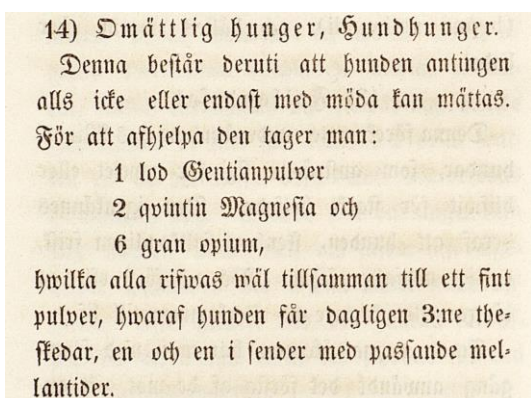 14) Omättlig hunger, Hundhunger.
Denna består deruti att hunden antingen
alls icke eller endast med möda kan mättas.
För att afhjelpa den tager man:
1 lod Gentianpulver
2 qvintin Magnesia och
6 gran opium,
hwilka alla rifwas wäl tillsamman till ett fint
pulver, hwaraf hunden får dagligen 3:ne the-
skedar, en och en i sender med passande mel-
lantider.